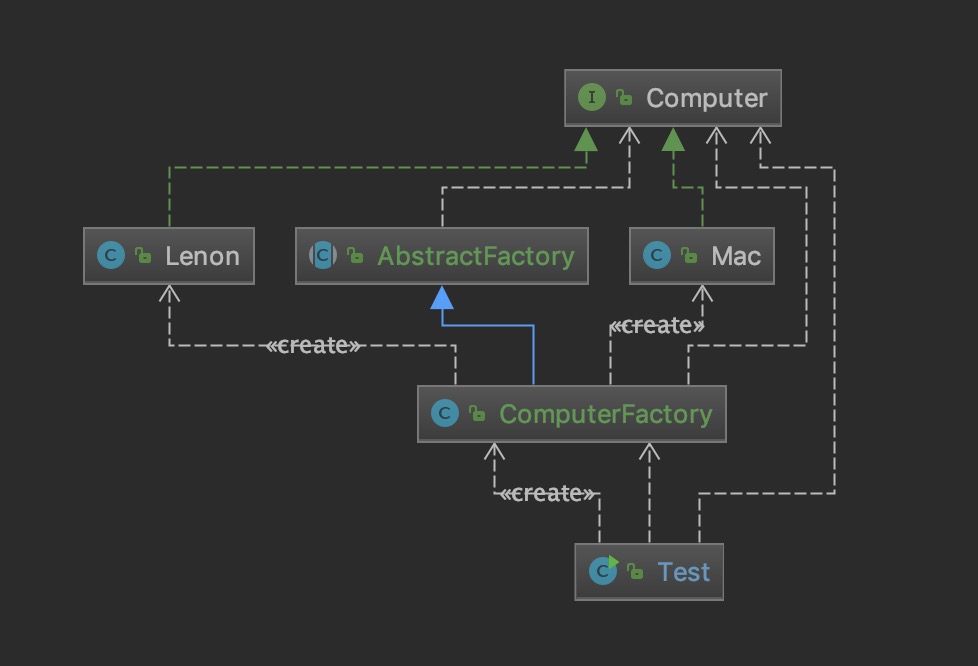 I Computer
C Lenon
C AbstractFactory
C Mac
«create»
«create»
C ComputerFactory
«create»
C Test